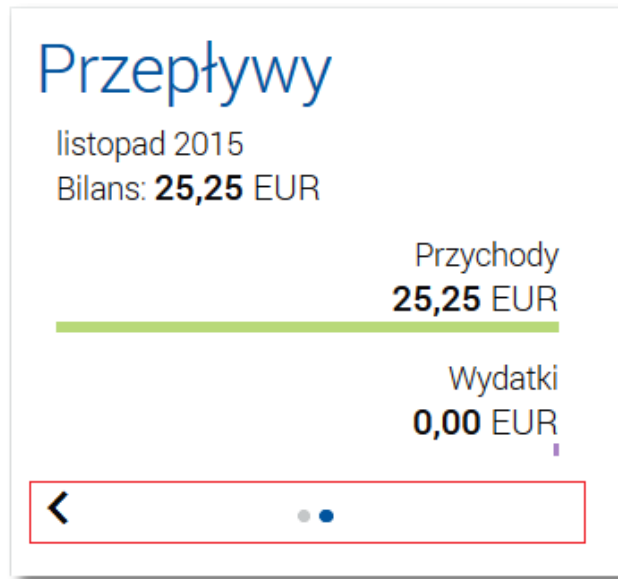 Przepływy
listopad 2015
Bilans: 25,25 EUR
Przychody
25,25 EUR
Wydatki
0,00 EUR